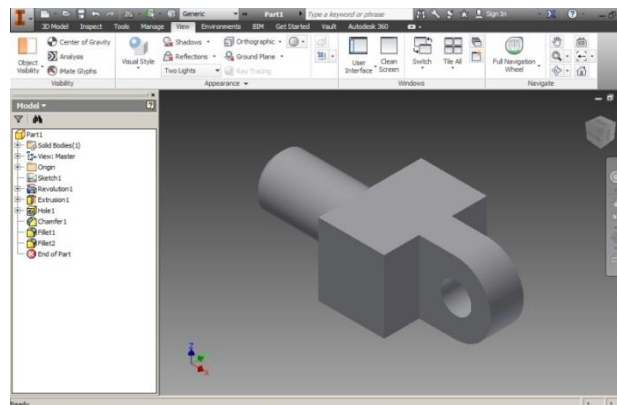 Generic
Part1
Type a keyword or phrase
Sign In
3D Model Inspect Tools Manage View Environments BIM Get Started Vault Autodesk 360
Object Visibility
Center of Gravity
Analysis
iMate Glyphs
Visibility
Visual Style
Shadows
Reflections
Two Lights
Orthographic
Ground Plane
Ray Tracing
Appearance
User Interface
Clean Screen
Switch
Tile All
Windows
Full Navigation Wheel
Navigate
Model
Part1
Solid Bodies(1)
View: Master
Origin
Sketch1
Revolution1
Extrusion1
Hole1
Chamfer1
Fillet1
Fillet2
End of Part
Z
X
Ready
1 1